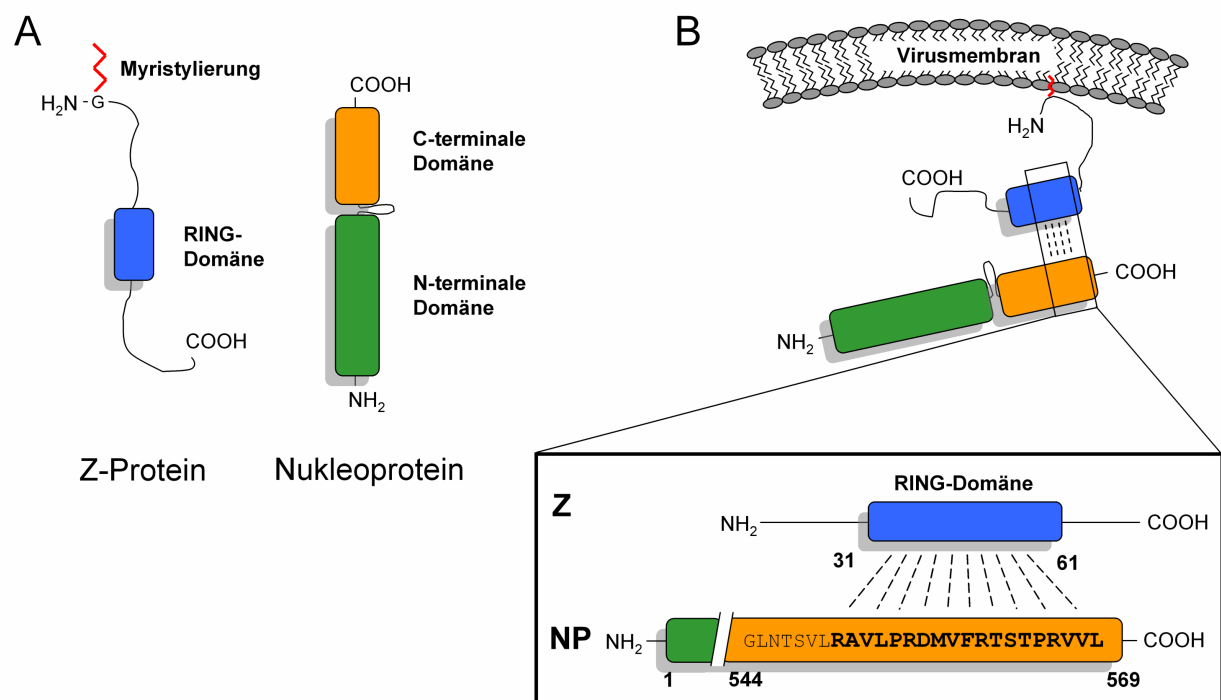 A
Myristylierung
H2N - G
COOH
C-terminale
Domäne
RING-
Domäne
N-terminale
Domäne
COOH
NH2
Z-Protein
Nukleoprotein
B
Virusmembran
H2N
COOH
COOH
NH2
RING-Domäne
Z
NH2
COOH
31
61
NP
NH2
GLNTSVLRAVLPRDMVFRTSTPRVVL
COOH
1
544
569